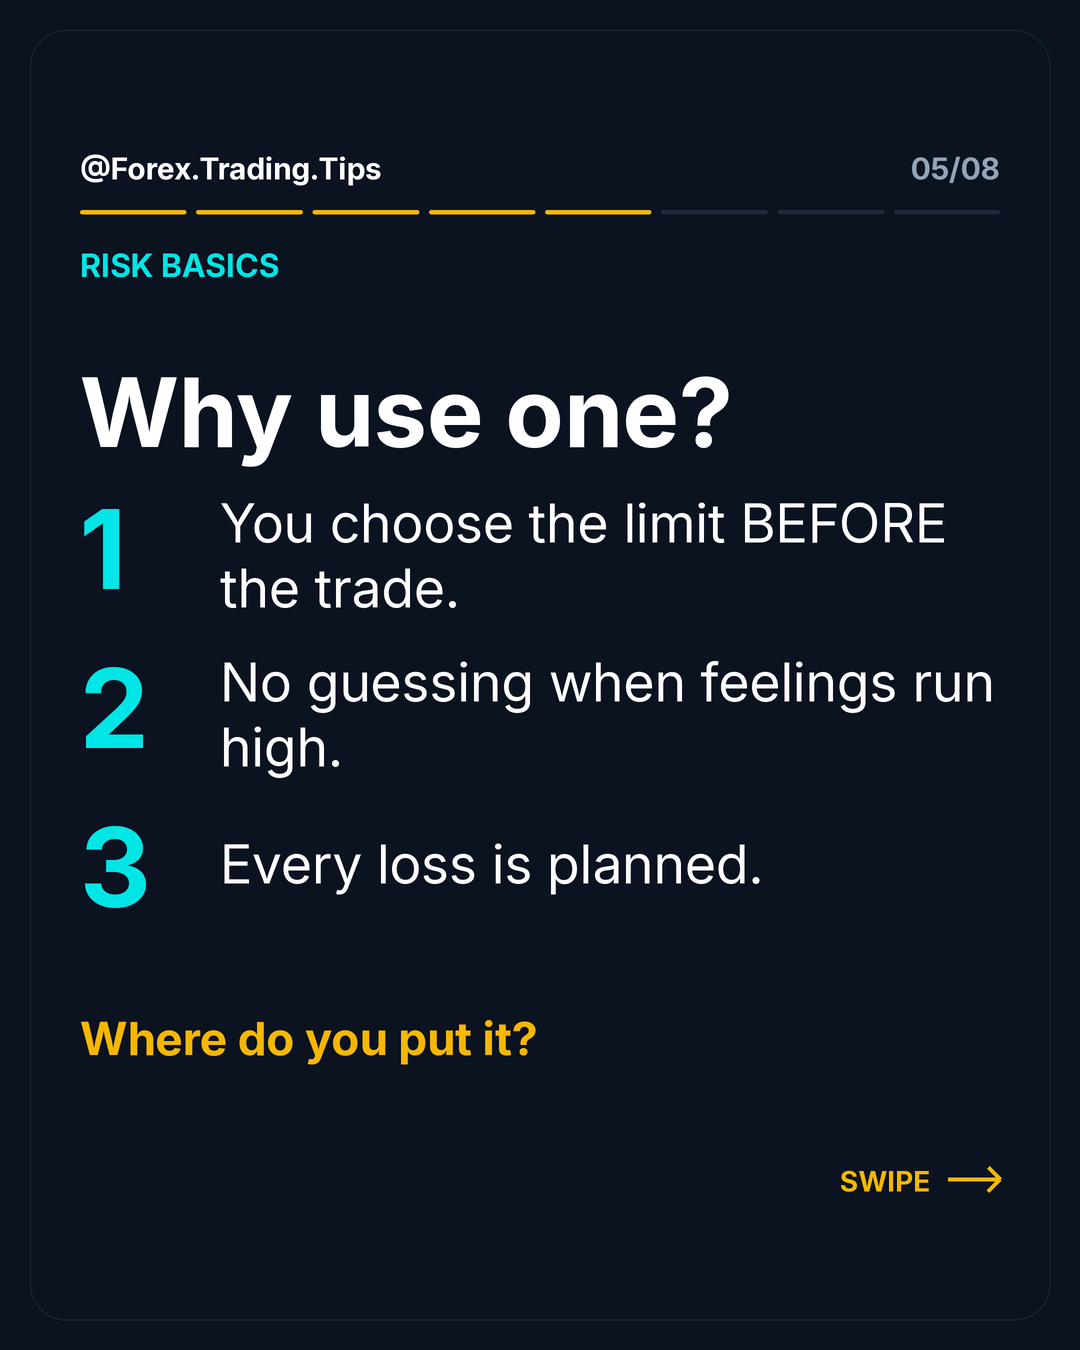 @Forex.Trading.Tips
05/08
RISK BASICS
Why use one?
1
You choose the limit BEFORE
the trade.
2
No guessing when feelings run
high.
3
Every loss is planned.
Where do you put it?
SWIPE